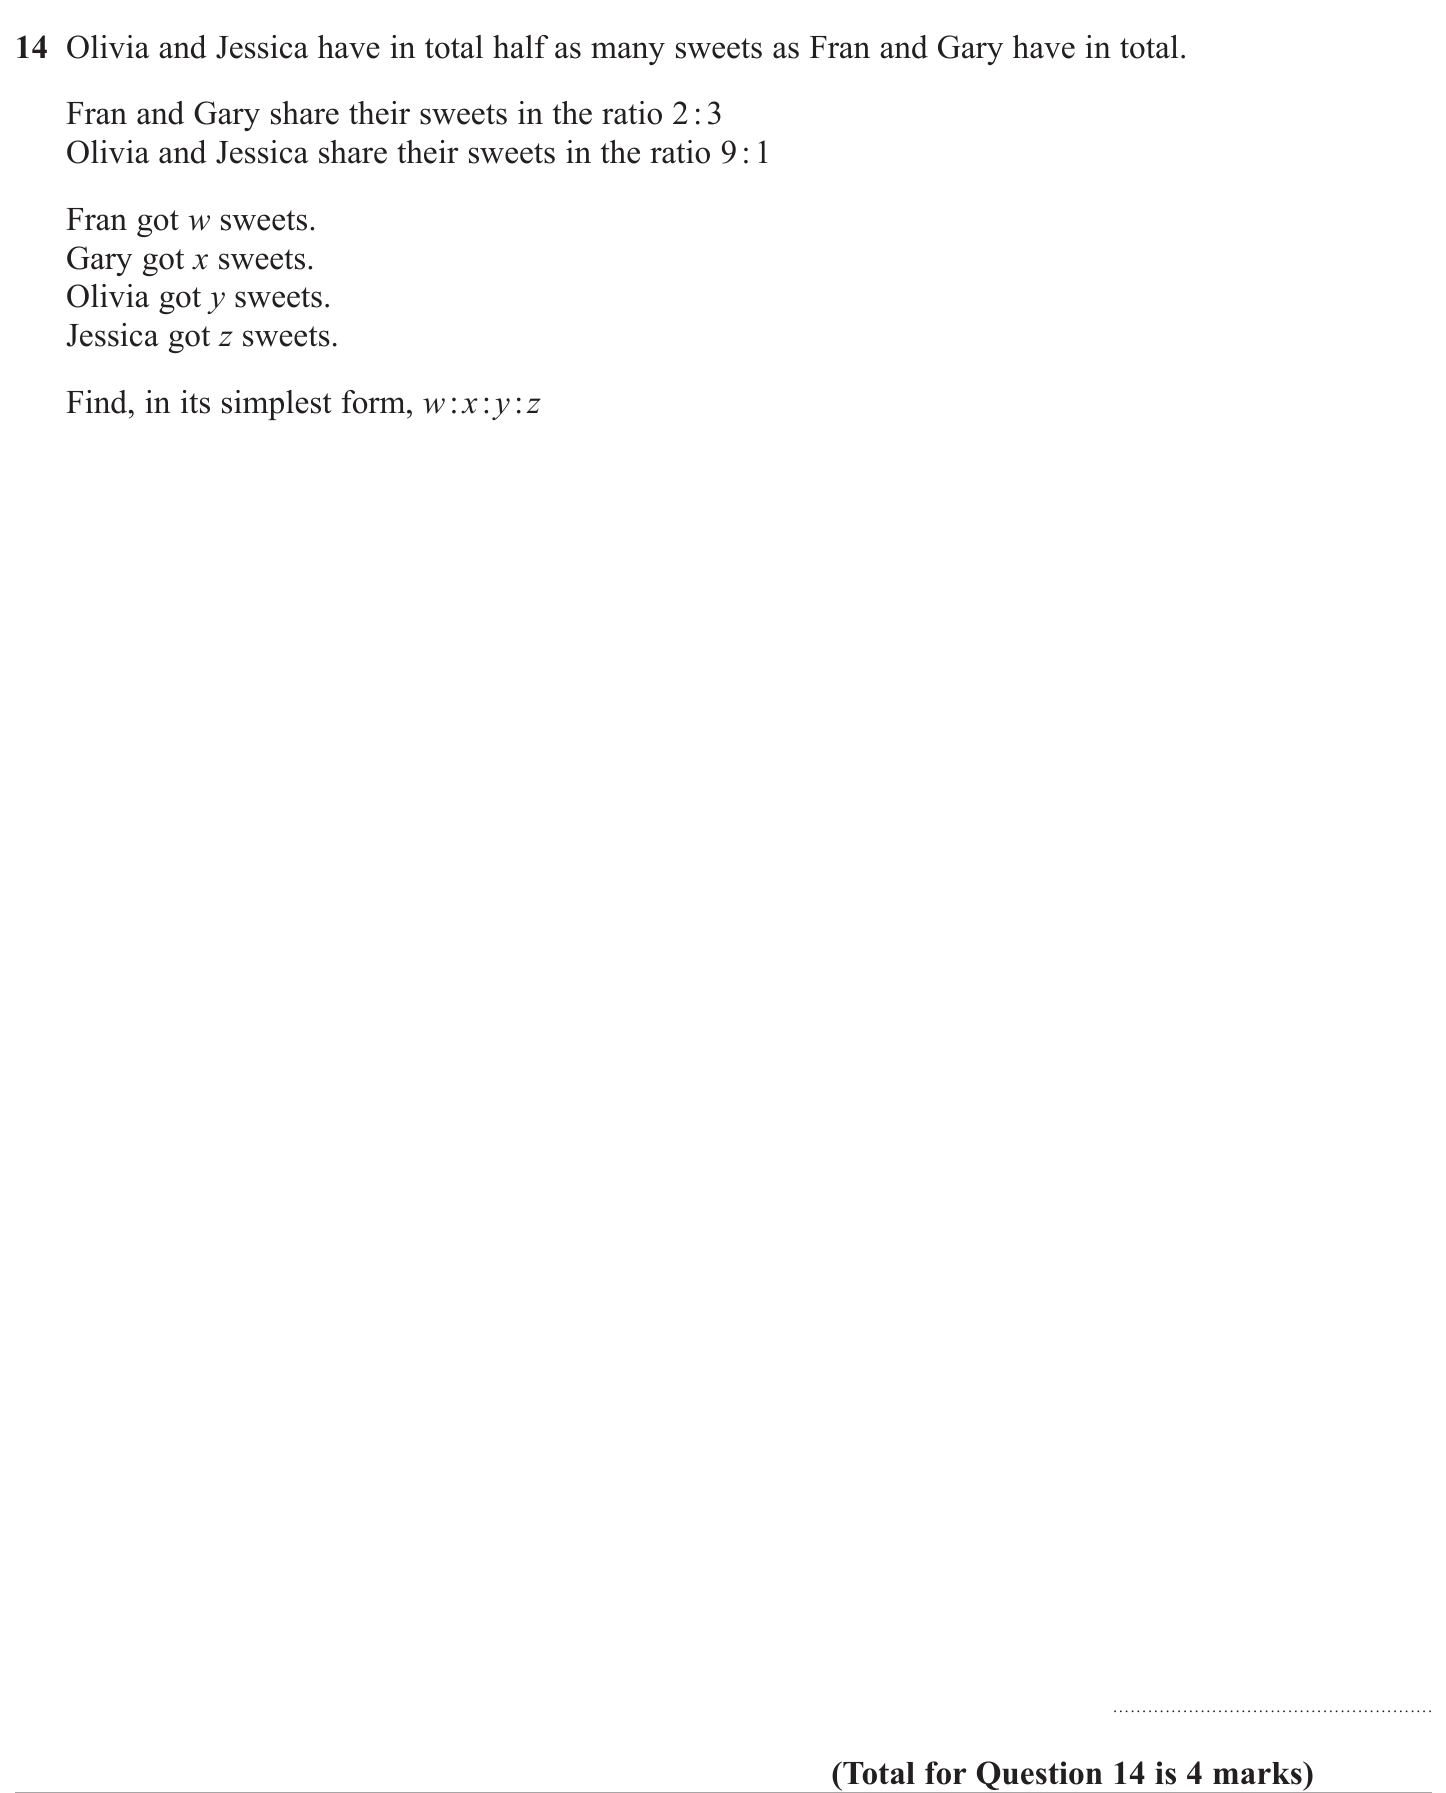 14 Olivia and Jessica have in total half as many sweets as Fran and Gary have in total.
Fran and Gary share their sweets in the ratio 2 : 3
Olivia and Jessica share their sweets in the ratio 9 : 1
Fran got w sweets.
Gary got x sweets.
Olivia got y sweets.
Jessica got z sweets.
Find, in its simplest form, w : x : y : z
(Total for Question 14 is 4 marks)